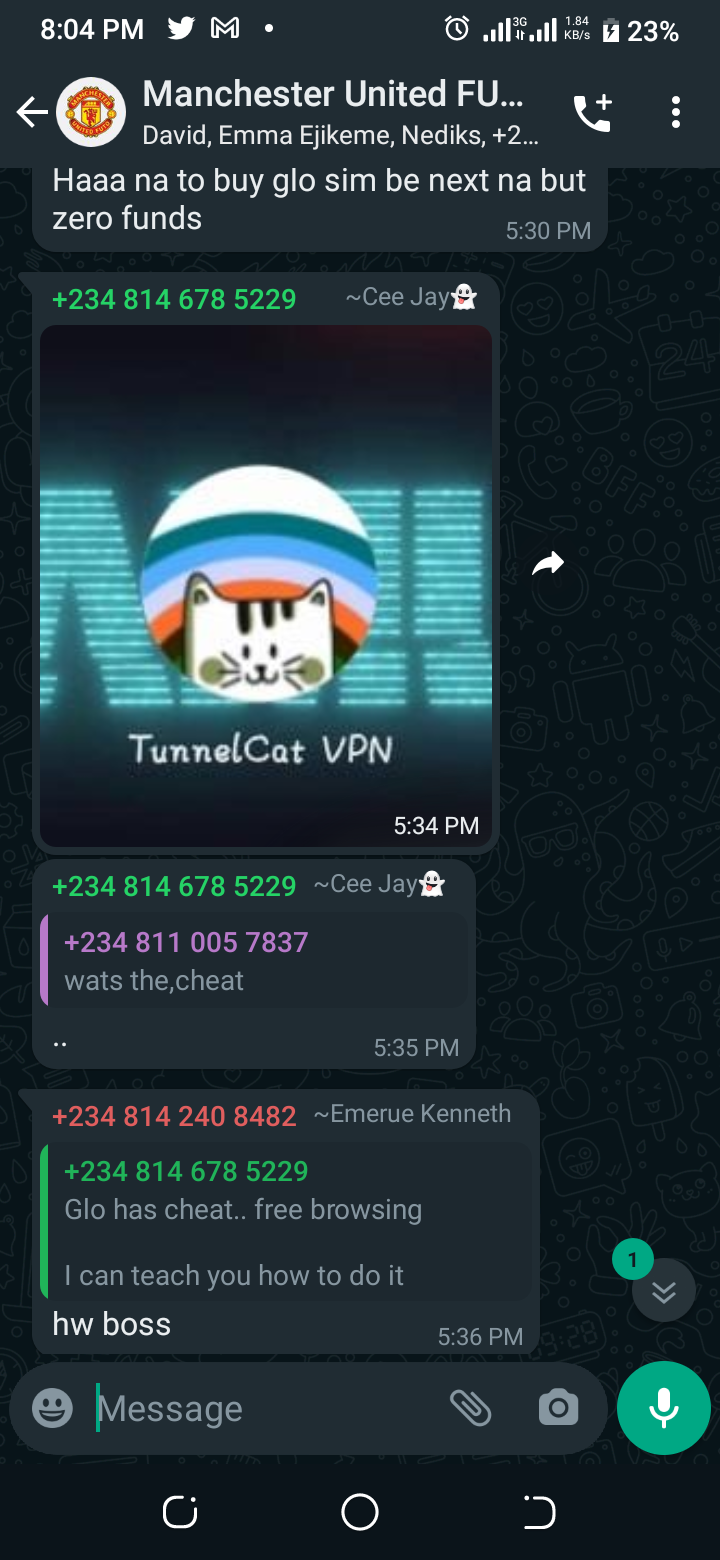 8:04 PM
3G
1.84
KB/s
23%
Manchester United FU...
David, Emma Ejikeme, Nediks, +2...
Haaa na to buy glo sim be next na but
zero funds
5:30 PM
+234 814 678 5229 ~Cee Jay👻
TunnelCat VPN
5:34 PM
+234 814 678 5229 ~Cee Jay👻
+234 811 005 7837
wats the,cheat
..
5:35 PM
+234 814 240 8482 ~Emerue Kenneth
+234 814 678 5229
Glo has cheat.. free browsing
I can teach you how to do it
hw boss
5:36 PM
1
Message